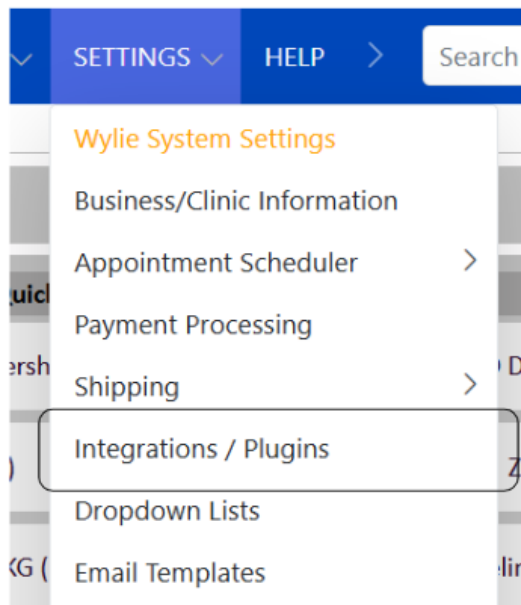 SETTINGS HELP Search
Wylie System Settings
Business/Clinic Information
Appointment Scheduler
Payment Processing
Shipping
Integrations / Plugins
Dropdown Lists
Email Templates